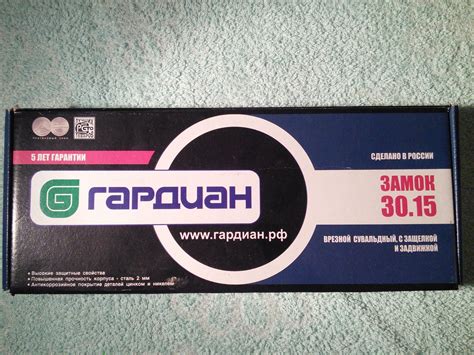 5 ЛЕТ ГАРАНТИИ
СДЕЛАНО В РОССИИ
ГАРДИАН
ЗАМОК
30.15
www.гардиан.рф
ВРЕЗНОЙ СУВАЛЬДНЫЙ, С ЗАЩЕЛКОЙ
И ЗАДВИЖКОЙ
• Высокие защитные свойства
• Повышенная прочность корпуса - сталь 2 мм
• Антикоррозийное покрытие деталей цинком и никелем